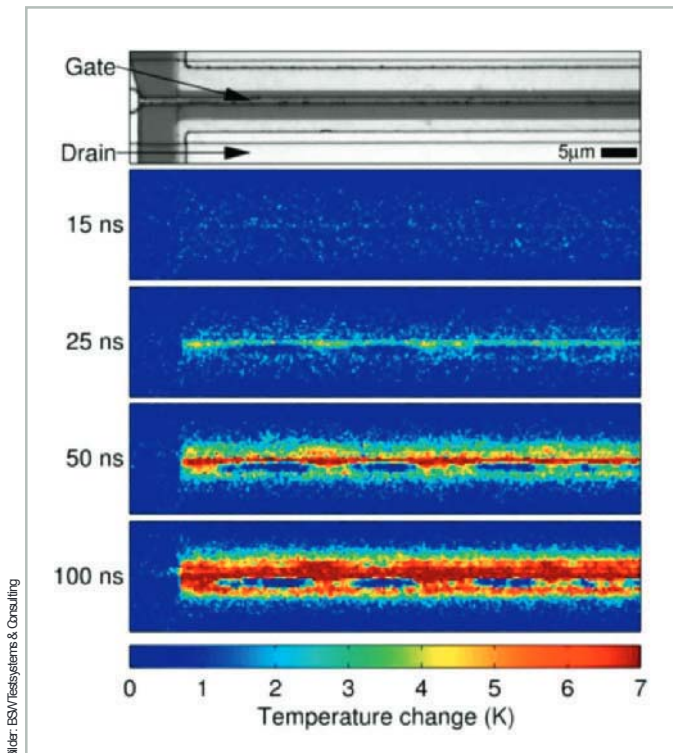 Gate
Drain
5µm
15 ns
25 ns
50 ns
100 ns
0 1 2 3 4 5 6 7
Temperature change (K)
Bilder: BSW Testsystems & Consulting